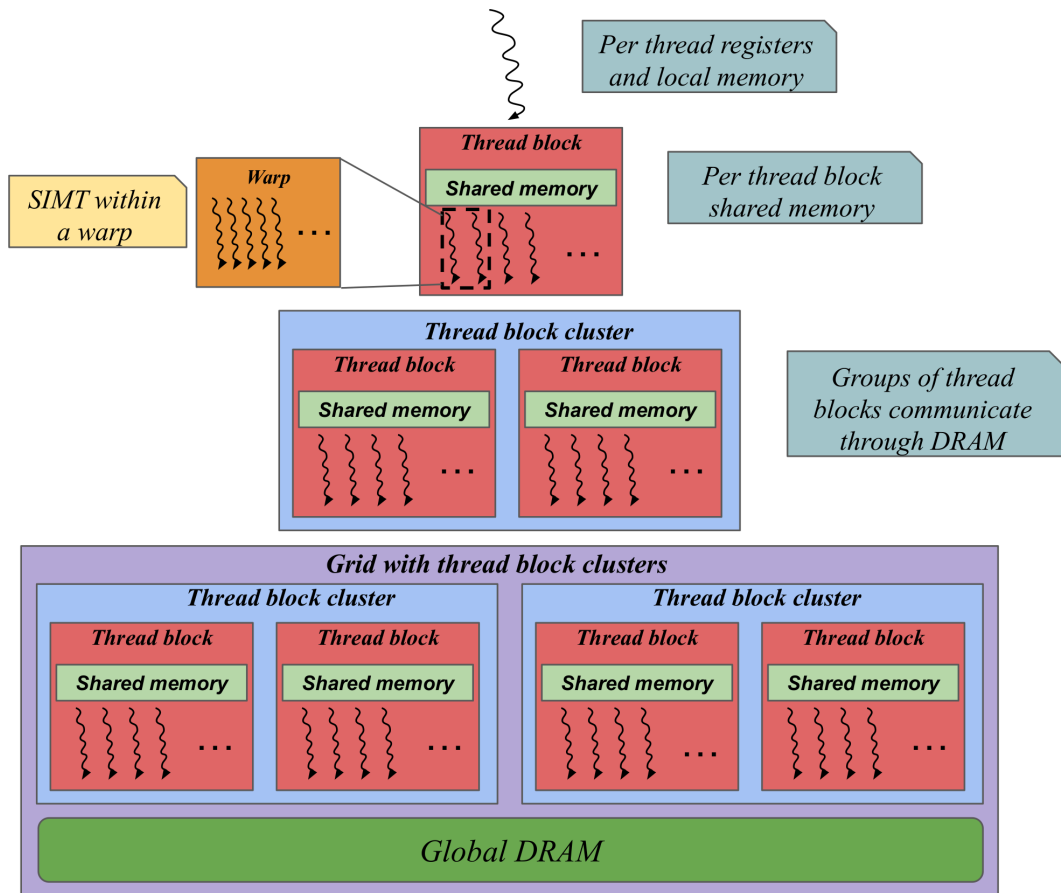 Per thread registers
and local memory
Thread block
Shared memory
Per thread block
shared memory
Warp
...
...
SIMT within
a warp
Thread block cluster
Thread block
Thread block
Shared memory
Shared memory
...
...
Groups of thread
blocks communicate
through DRAM
Grid with thread block clusters
Thread block cluster
Thread block cluster
Thread block
Thread block
Thread block
Thread block
Shared memory
Shared memory
Shared memory
Shared memory
...
...
...
...
Global DRAM